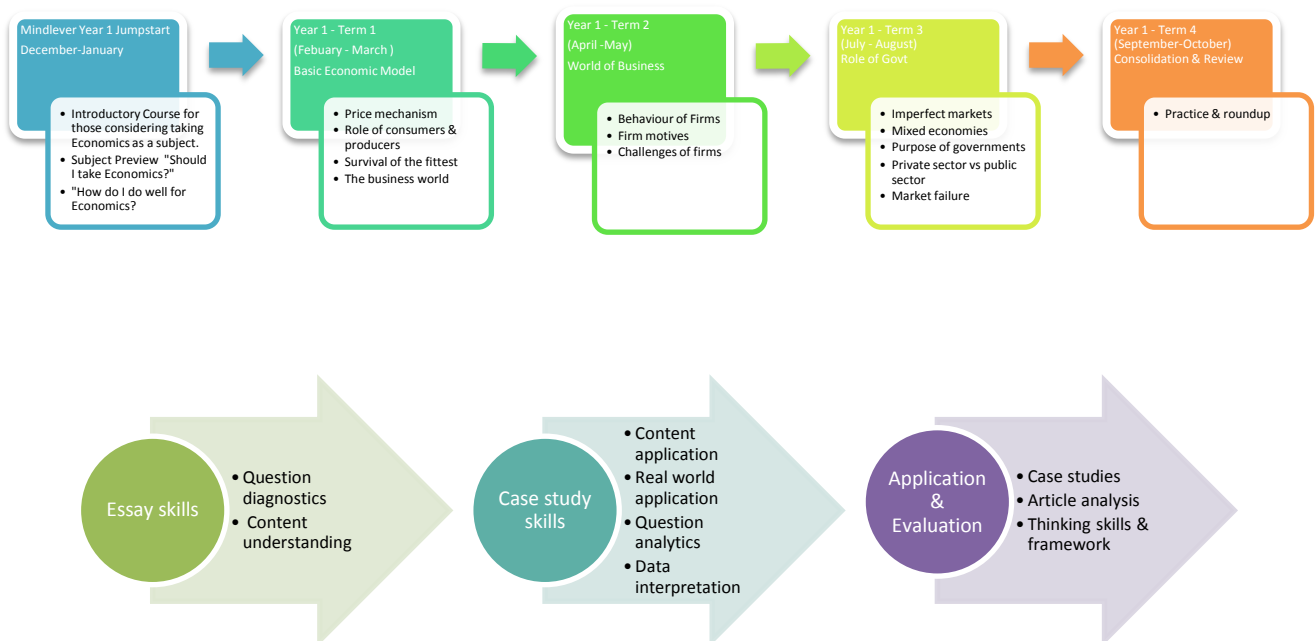 Mindlever Year 1 Jumpstart
December-January
• Introductory Course for
those considering taking
Economics as a subject.
• Subject Preview "Should
I take Economics?"
• "How do I do well for
Economics?
Year 1 - Term 1
(Febuary - March )
Basic Economic Model
• Price mechanism
• Role of consumers &
producers
• Survival of the fittest
• The business world
Year 1 - Term 2
(April -May)
World of Business
• Behaviour of Firms
• Firm motives
• Challenges of firms
Year 1 - Term 3
(July - August)
Role of Govt
• Imperfect markets
• Mixed economies
• Purpose of governments
• Private sector vs public
sector
• Market failure
Year 1 - Term 4
(September-October)
Consolidation & Review
• Practice & roundup
Essay skills
• Question
diagnostics
• Content
understanding
Case study
skills
• Content
application
• Real world
application
• Question
analytics
• Data
interpretation
Application
&
Evaluation
• Case studies
• Article analysis
• Thinking skills &
framework